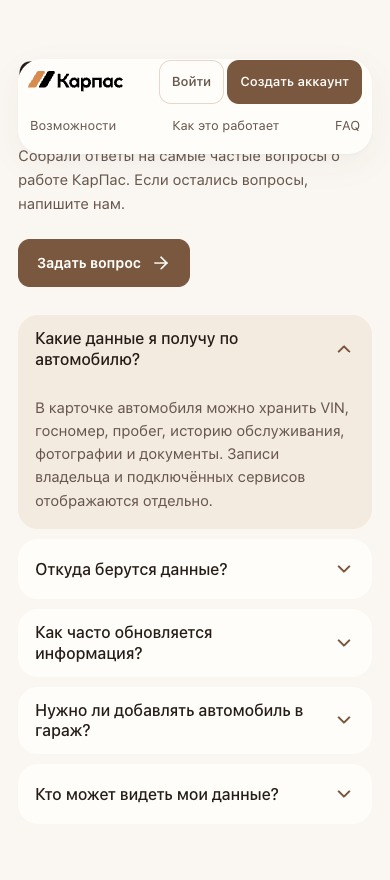 Карпас
Войти
Создать аккаунт
Возможности
Как это работает
FAQ
Собрали ответы на самые частые вопросы о
работе КарПас. Если остались вопросы,
напишите нам.
Задать вопрос
Какие данные я получу по
автомобилю?
В карточке автомобиля можно хранить VIN,
госномер, пробег, историю обслуживания,
фотографии и документы. Записи
владельца и подключённых сервисов
отображаются отдельно.
Откуда берутся данные?
Как часто обновляется
информация?
Нужно ли добавлять автомобиль в
гараж?
Кто может видеть мои данные?